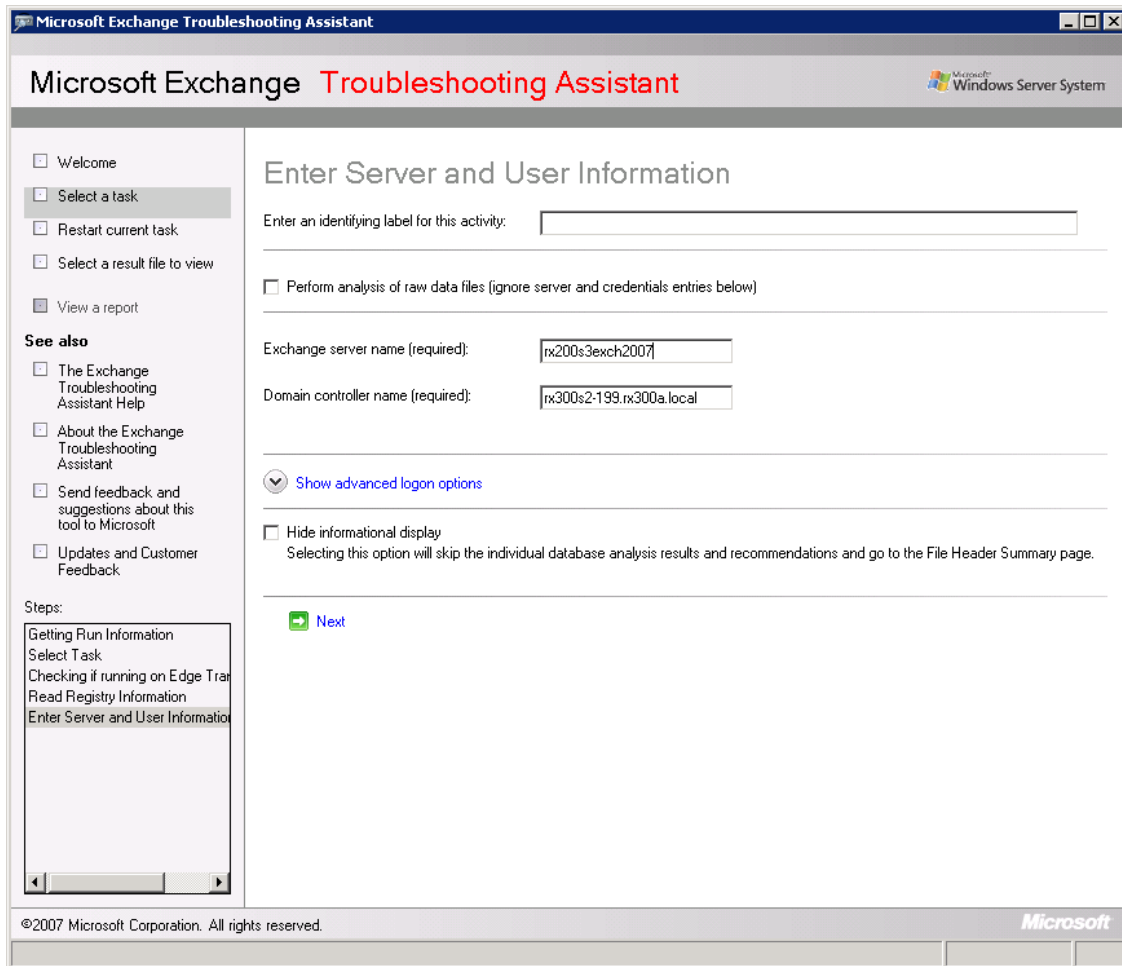 Microsoft Exchange Troubleshooting Assistant
Microsoft Exchange Troubleshooting Assistant
Microsoft
Windows Server System
Welcome
Select a task
Restart current task
Select a result file to view
View a report
See also
The Exchange
Troubleshooting
Assistant Help
About the Exchange
Troubleshooting
Assistant
Send feedback and
suggestions about this
tool to Microsoft
Updates and Customer
Feedback
Steps:
Getting Run Information
Select Task
Checking if running on Edge Tran
Read Registry Information
Enter Server and User Information
Enter Server and User Information
Enter an identifying label for this activity:
Perform analysis of raw data files (ignore server and credentials entries below)
Exchange server name (required): rx200s3exch2007
Domain controller name (required): rx300s2-199.rx300a.local
Show advanced logon options
Hide informational display
Selecting this option will skip the individual database analysis results and recommendations and go to the File Header Summary page.
Next
©2007 Microsoft Corporation. All rights reserved.
Microsoft